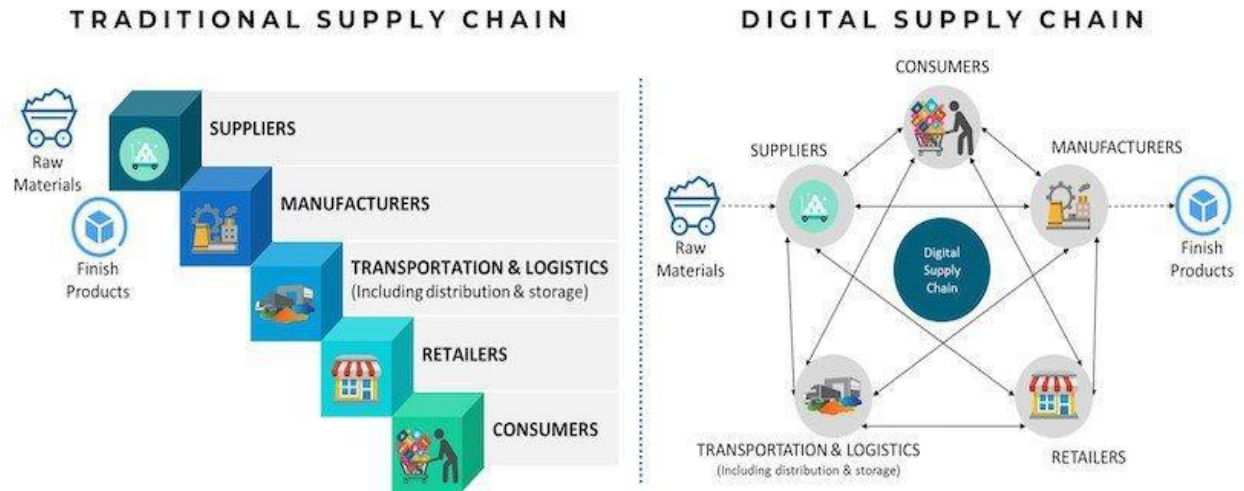 TRADITIONAL SUPPLY CHAIN
Raw
Materials
SUPPLIERS
MANUFACTURERS
Finish
Products
TRANSPORTATION & LOGISTICS
(Including distribution & storage)
RETAILERS
CONSUMERS
DIGITAL SUPPLY CHAIN
CONSUMERS
SUPPLIERS
MANUFACTURERS
Raw
Materials
Digital
Supply
Chain
Finish
Products
TRANSPORTATION & LOGISTICS
(Including distribution & storage)
RETAILERS